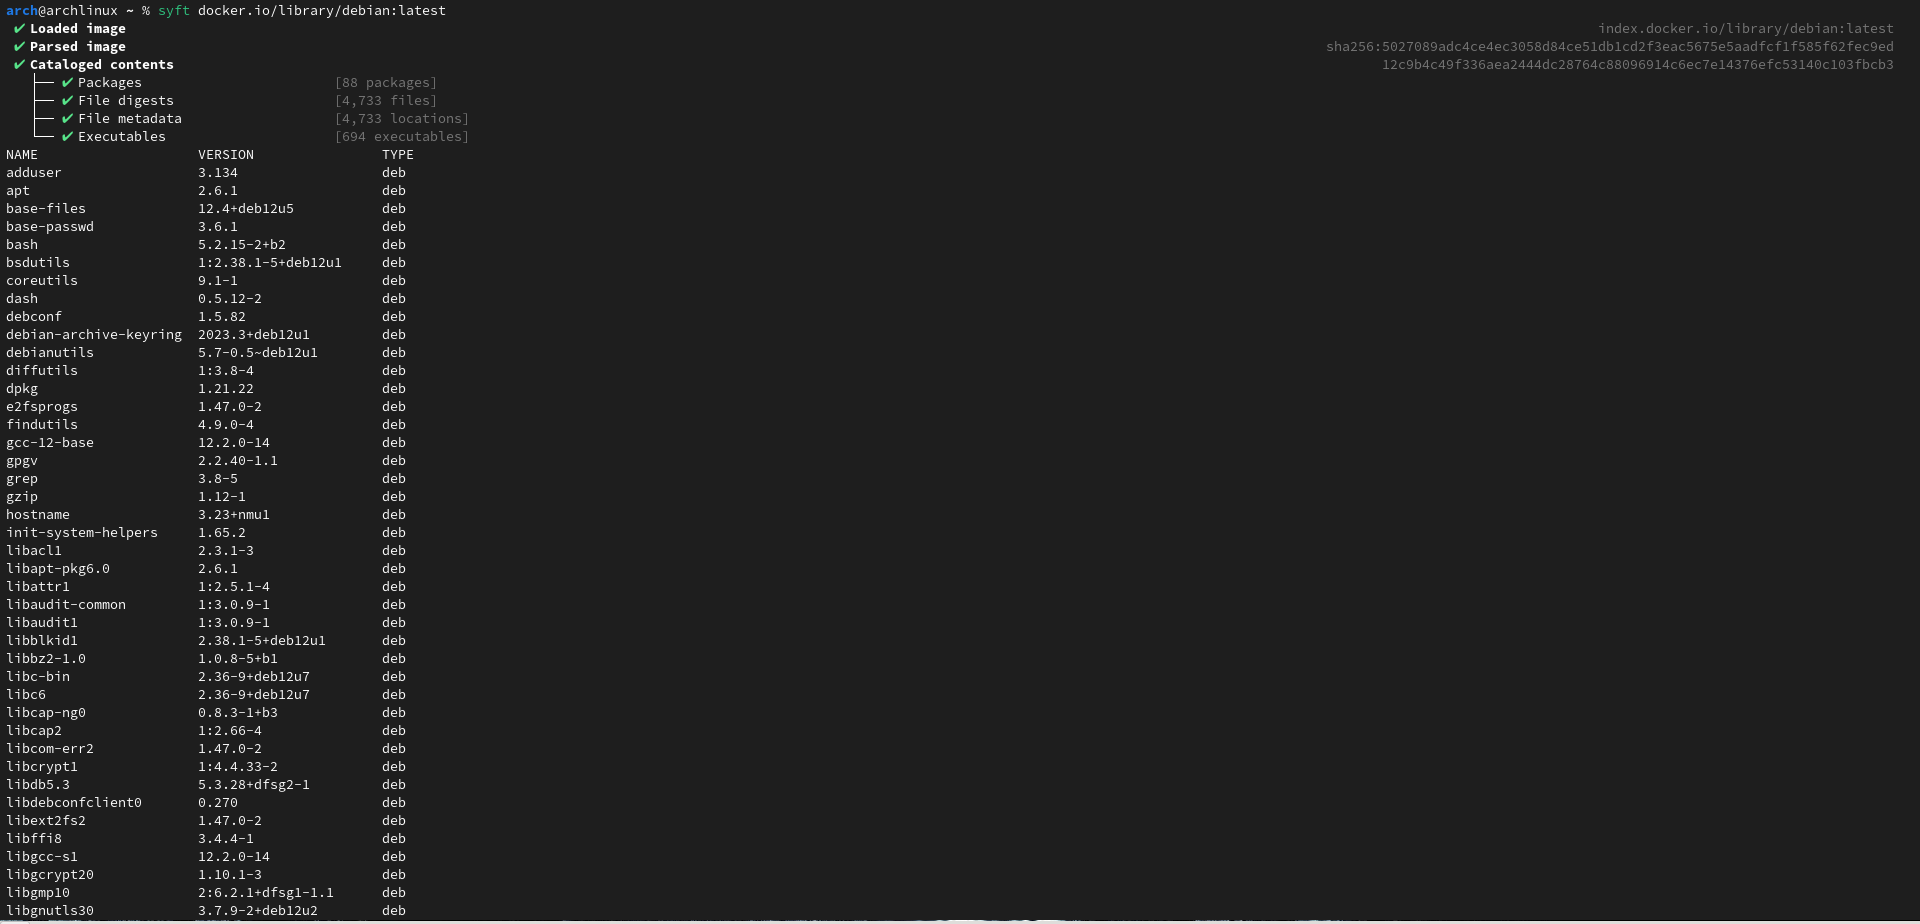 arch@archlinux ~ % syft docker.io/library/debian:latest
✔ Loaded image index.docker.io/library/debian:latest
✔ Parsed image sha256:5027089adc4ce4ec3058d84ce51db1cd2f3eac5675e5aadfcf1f585f62fec9ed
✔ Cataloged contents 12c9b4c49f336aea2444dc28764c88096914c6ec7e14376efc53140c103fbcb3
├── ✔ Packages [88 packages]
├── ✔ File digests [4,733 files]
├── ✔ File metadata [4,733 locations]
└── ✔ Executables [694 executables]
NAME VERSION TYPE
adduser 3.134 deb
apt 2.6.1 deb
base-files 12.4+deb12u5 deb
base-passwd 3.6.1 deb
bash 5.2.15-2+b2 deb
bsdutils 1:2.38.1-5+deb12u1 deb
coreutils 9.1-1 deb
dash 0.5.12-2 deb
debconf 1.5.82 deb
debian-archive-keyring 2023.3+deb12u1 deb
debianutils 5.7-0.5~deb12u1 deb
diffutils 1:3.8-4 deb
dpkg 1.21.22 deb
e2fsprogs 1.47.0-2 deb
findutils 4.9.0-4 deb
gcc-12-base 12.2.0-14 deb
gpgv 2.2.40-1.1 deb
grep 3.8-5 deb
gzip 1.12-1 deb
hostname 3.23+nmu1 deb
init-system-helpers 1.65.2 deb
libacl1 2.3.1-3 deb
libapt-pkg6.0 2.6.1 deb
libattr1 1:2.5.1-4 deb
libaudit-common 1:3.0.9-1 deb
libaudit1 1:3.0.9-1 deb
libblkid1 2.38.1-5+deb12u1 deb
libbz2-1.0 1.0.8-5+b1 deb
libc-bin 2.36-9+deb12u7 deb
libc6 2.36-9+deb12u7 deb
libcap-ng0 0.8.3-1+b3 deb
libcap2 1:2.66-4 deb
libcom-err2 1.47.0-2 deb
libcrypt1 1:4.4.33-2 deb
libdb5.3 5.3.28+dfsg2-1 deb
libdebconfclient0 0.270 deb
libext2fs2 1.47.0-2 deb
libffi8 3.4.4-1 deb
libgcc-s1 12.2.0-14 deb
libgcrypt20 1.10.1-3 deb
libgmp10 2:6.2.1+dfsg1-1.1 deb
libgnutls30 3.7.9-2+deb12u2 deb